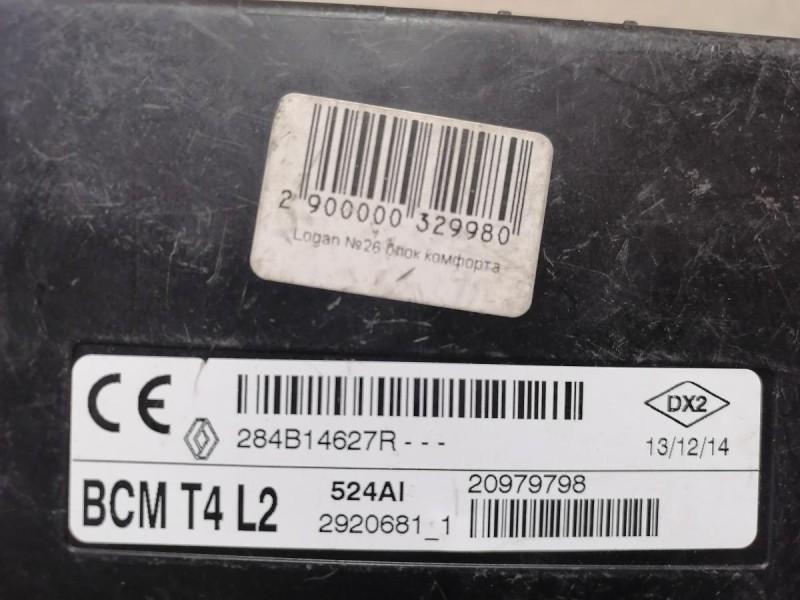 2 900000 329980
Logan №26 блок комфорта
CE
284B14627R - - -
DX2
13/12/14
BCM T4 L2
524AI
20979798
2920681_1